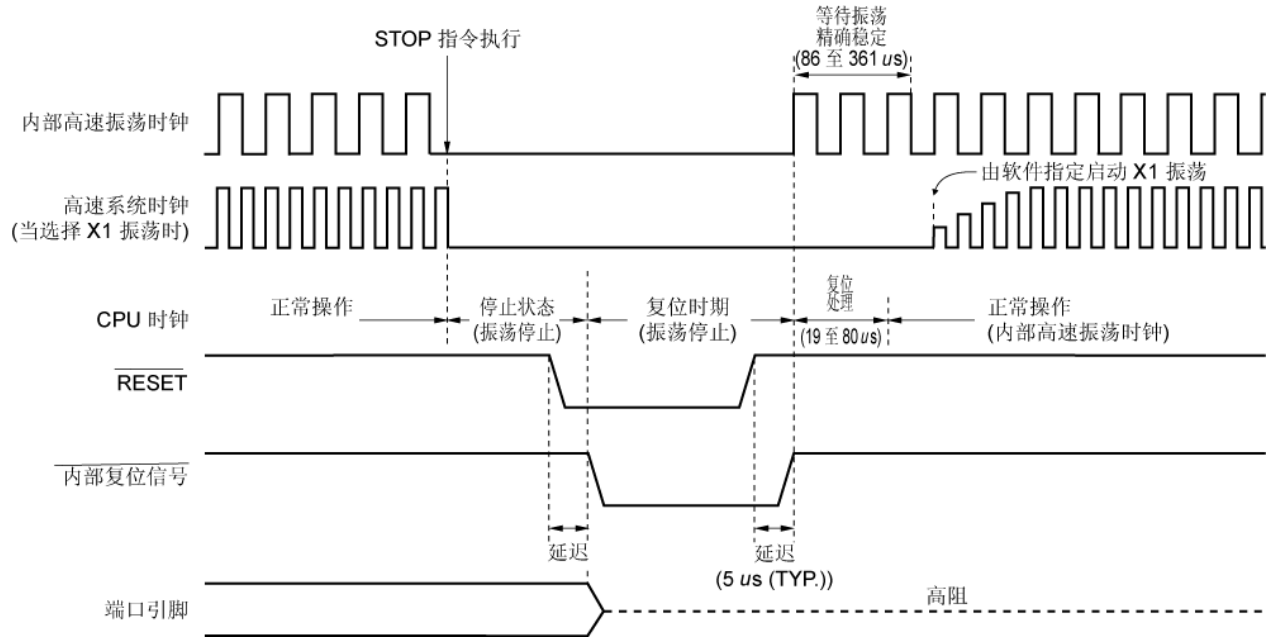 等待振荡
精确稳定
(86 至 361 us)
STOP 指令执行
内部高速振荡时钟
由软件指定启动 X1 振荡
高速系统时钟
(当选择 X1 振荡时)
CPU 时钟
正常操作
停止状态
(振荡停止)
复位时期
(振荡停止)
复位
处理
(19 至 80 us)
正常操作
(内部高速振荡时钟)
RESET
内部复位信号
延迟
延迟
(5 us (TYP.))
端口引脚
高阻